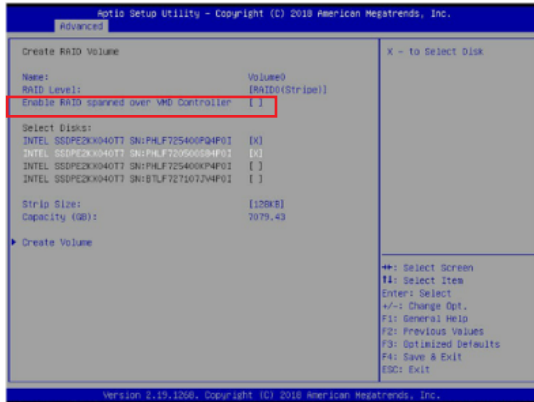 Aptio Setup Utility - Copyright (C) 2018 American Megatrends, Inc.
Advanced
Create RAID Volume
X - to Select Disk
Name: Volume0
RAID Level: [RAID0(Stripe)]
Enable RAID spanned over VMD Controller [ ]
Select Disks:
INTEL SSDPE2KX040T7 SN:PHLF725400PQ4P0I [X]
INTEL SSDPE2KX040T7 SN:PHLF720500S84P0I [X]
INTEL SSDPE2KX040T7 SN:PHLF725400KP4P0I [ ]
INTEL SSDPE2KX040T7 SN:BTLF727107JV4P0I [ ]
Strip Size: [128KB]
Capacity (GB): 7079.43
Create Volume
: Select Screen
: Select Item
Enter: Select
+/-: Change Opt.
F1: General Help
F2: Previous Values
F3: Optimized Defaults
F4: Save & Exit
ESC: Exit
Version 2.19.1268. Copyright (C) 2018 American Megatrends, Inc.